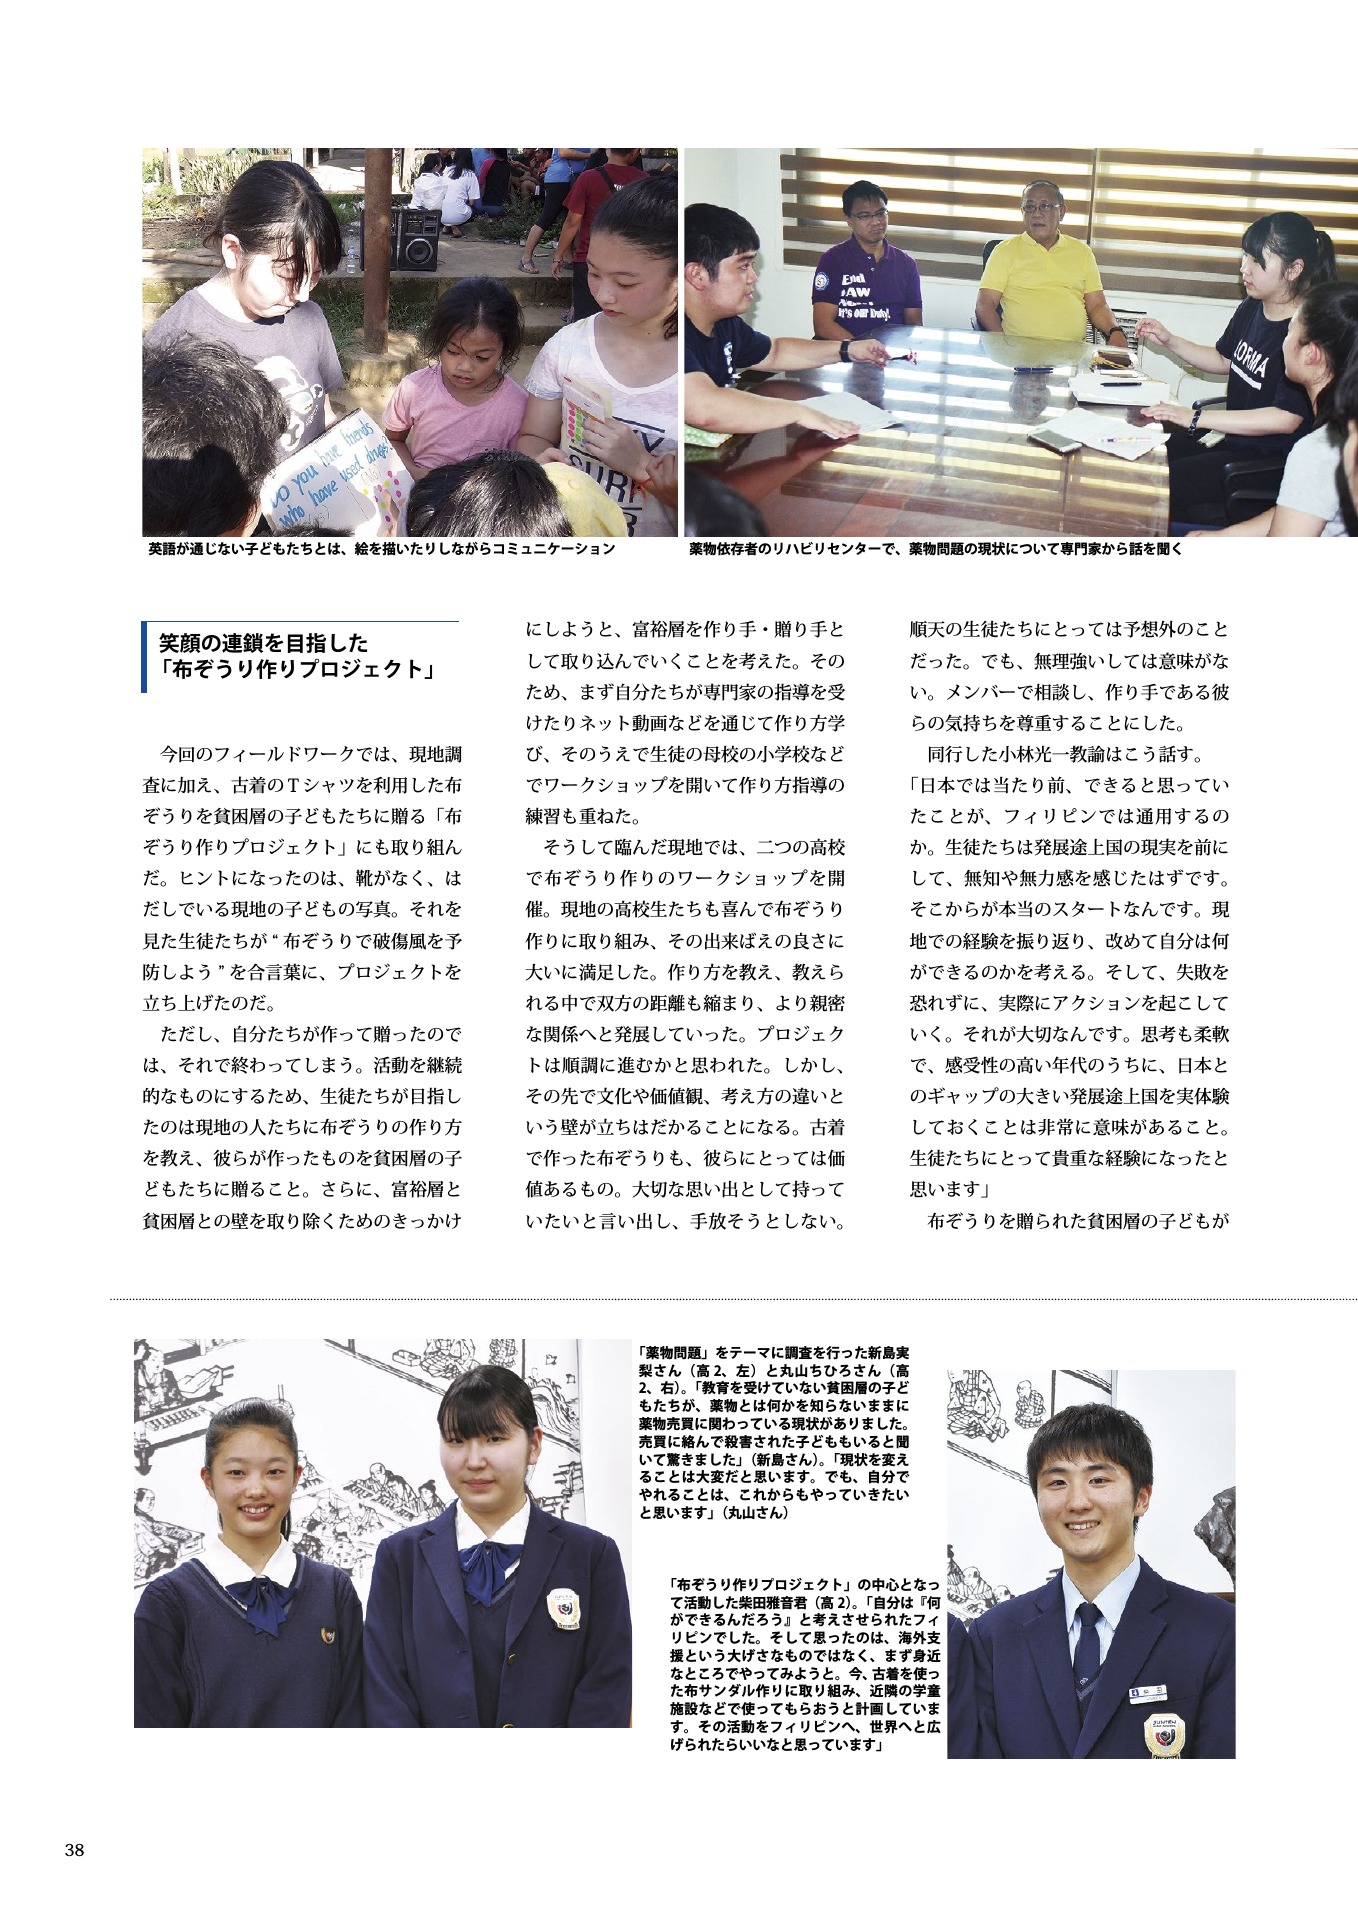 End
LAW
It's our Duty!
LORMA
Do you have friends
who have used drugs?
SURF
英語が通じない子どもたちとは、絵を描いたりしながらコミュニケーション
薬物依存者のリハビリセンターで、薬物問題の現状について専門家から話を聞く
笑顔の連鎖を目指した
「布ぞうり作りプロジェクト」
今回のフィールドワークでは、現地調
査に加え、古着のTシャツを利用した布
ぞうりを貧困層の子どもたちに贈る「布
ぞうり作りプロジェクト」にも取り組ん
だ。ヒントになったのは、靴がなく、は
だしでいる現地の子どもの写真。それを
見た生徒たちが“布ぞうりで破傷風を予
防しよう”を合言葉に、プロジェクトを
立ち上げたのだ。
ただし、自分たちが作って贈ったので
は、それで終わってしまう。活動を継続
的なものにするため、生徒たちが目指し
たのは現地の人たちに布ぞうりの作り方
を教え、彼らが作ったものを貧困層の子
どもたちに贈ること。さらに、富裕層と
貧困層との壁を取り除くためのきっかけ
にしようと、富裕層を作り手・贈り手と
して取り込んでいくことを考えた。その
ため、まず自分たちが専門家の指導を受
けたりネット動画などを通じて作り方学
び、そのうえで生徒の母校の小学校など
でワークショップを開いて作り方指導の
練習も重ねた。
そうして臨んだ現地では、二つの高校
で布ぞうり作りのワークショップを開
催。現地の高校生たちも喜んで布ぞうり
作りに取り組み、その出来ばえの良さに
大いに満足した。作り方を教え、教えら
れる中で双方の距離も縮まり、より親密
な関係へと発展していった。プロジェク
トは順調に進むかと思われた。しかし、
その先で文化や価値観、考え方の違いと
いう壁が立ちはだかることになる。古着
で作った布ぞうりも、彼らにとっては価
値あるもの。大切な思い出として持って
いたいと言い出し、手放そうとしない。
順天の生徒たちにとっては予想外のこと
だった。でも、無理強いしては意味がな
い。メンバーで相談し、作り手である彼
らの気持ちを尊重することにした。
同行した小林光一教諭はこう話す。
「日本では当たり前、できると思ってい
たことが、フィリピンでは通用するの
か。生徒たちは発展途上国の現実を前に
して、無知や無力感を感じたはずです。
そこからが本当のスタートなんです。現
地での経験を振り返り、改めて自分は何
ができるのかを考える。そして、失敗を
恐れずに、実際にアクションを起こして
いく。それが大切なんです。思考も柔軟
で、感受性の高い年代のうちに、日本と
のギャップの大きい発展途上国を実体験
しておくことは非常に意味があること。
生徒たちにとって貴重な経験になったと
思います」
布ぞうりを贈られた貧困層の子どもが
「薬物問題」をテーマに調査を行った新島実
梨さん（高2、左）と丸山ちひろさん（高
2、右）。「教育を受けていない貧困層の子ど
もたちが、薬物とは何かを知らないままに
薬物売買に関わっている現状がありました。
売買に絡んで殺害された子どももいると聞
いて驚きました」（新島さん）。「現状を変え
ることは大変だと思います。でも、自分で
やれることは、これからもやっていきたい
と思います」（丸山さん）
「布ぞうり作りプロジェクト」の中心となっ
て活動した柴田雅音君（高2）。「自分は『何
ができるんだろう』と考えさせられたフィ
リピンでした。そして思ったのは、海外支
援という大げさなものではなく、まず身近
なところでやってみようと。今、古着を使っ
た布サンダル作りに取り組み、近隣の学童
施設などで使ってもらおうと計画していま
す。その活動をフィリピンへ、世界へと広
げられたらいいなと思っています」
38